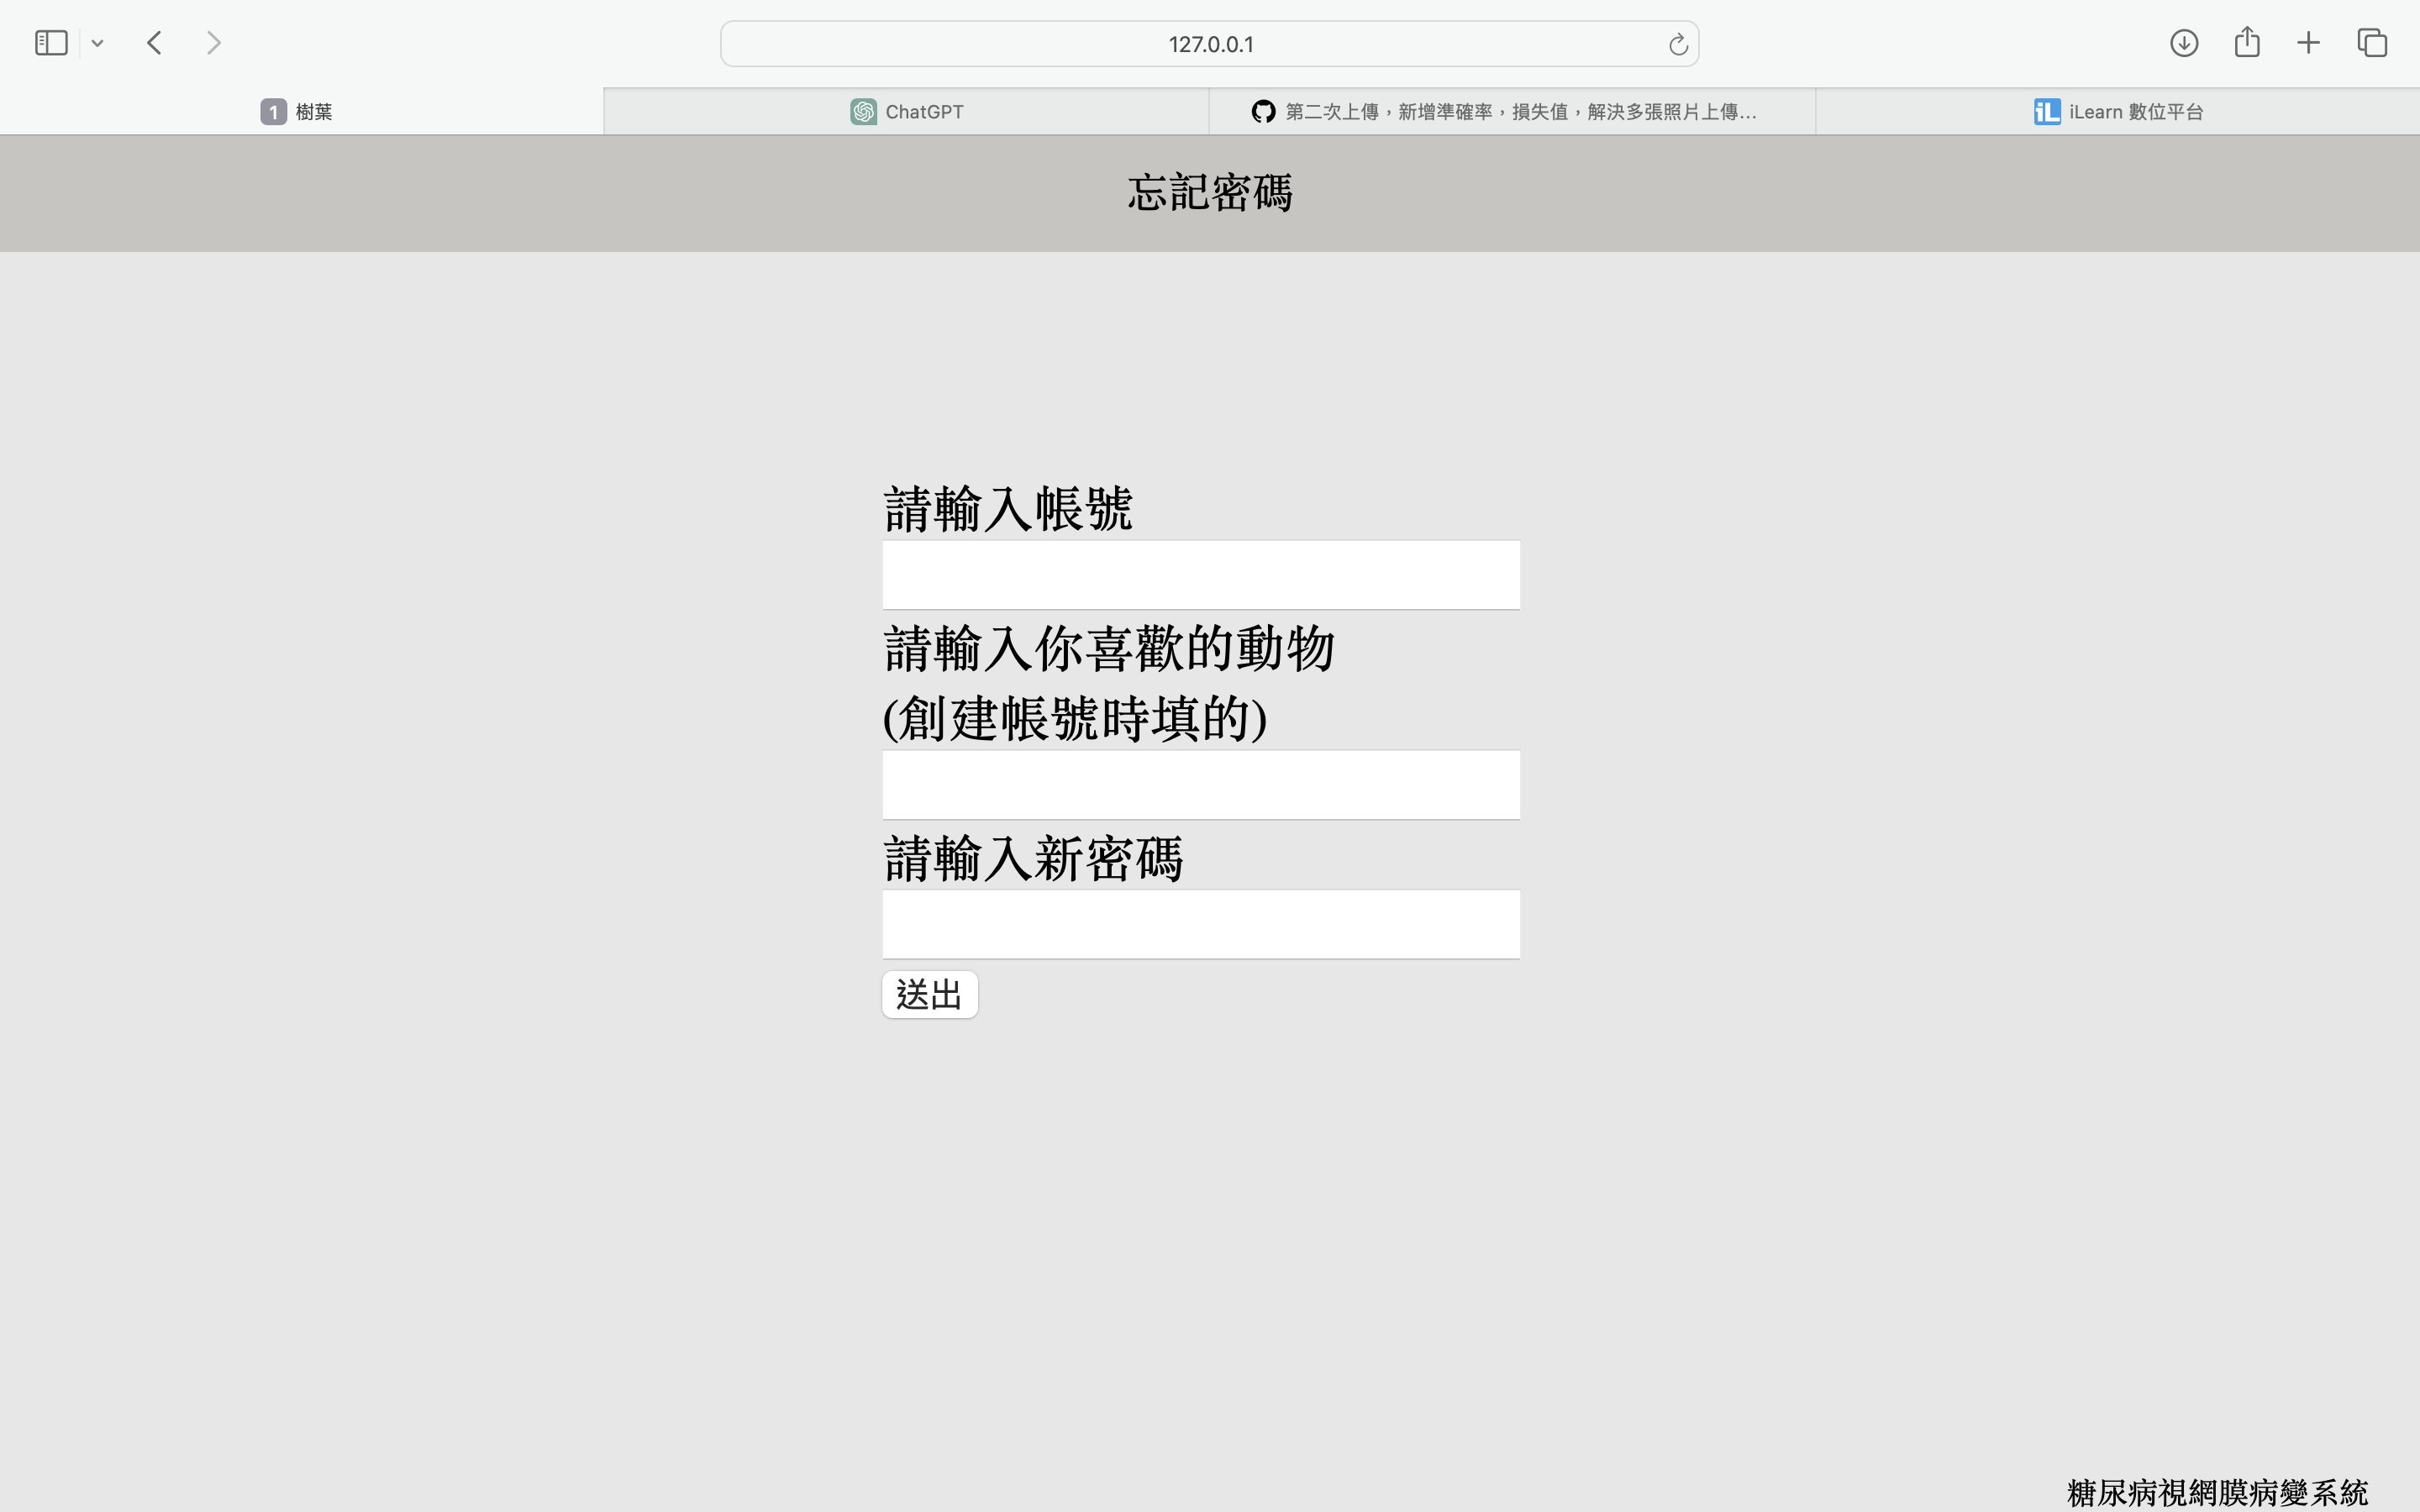 127.0.0.1
1 樹葉
ChatGPT
第二次上傳，新增準確率，損失值，解決多張照片上傳...
iL iLearn 數位平台
忘記密碼
請輸入帳號
請輸入你喜歡的動物
(創建帳號時填的)
請輸入新密碼
送出
糖尿病視網膜病變系統